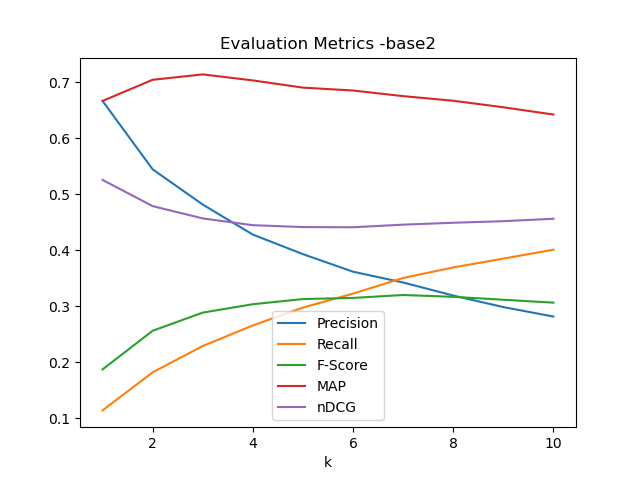 Evaluation Metrics -base2
0.7
0.6
0.5
0.4
0.3
0.2
0.1
Precision
Recall
F-Score
MAP
nDCG
2 4 6 8 10
k